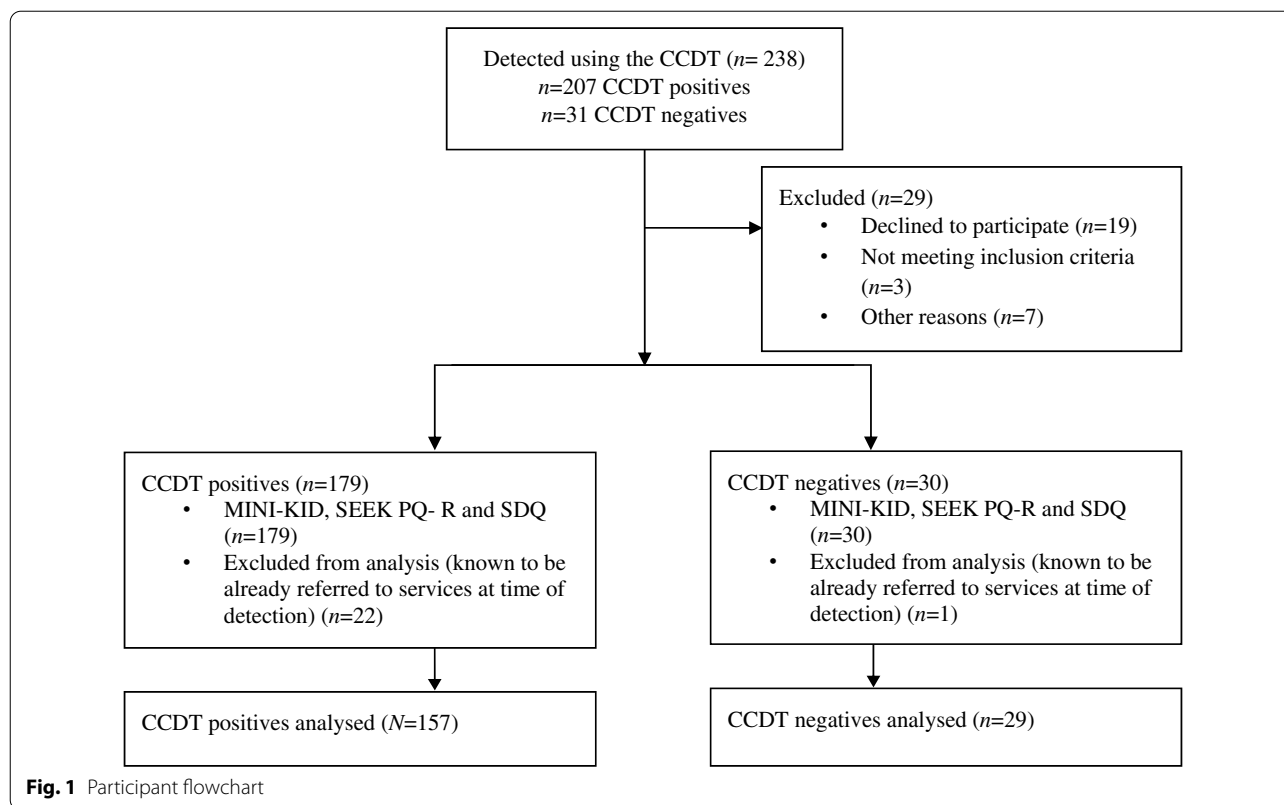 Detected using the CCDT (n= 238)
n=207 CCDT positives
n=31 CCDT negatives
Excluded (n=29)
• Declined to participate (n=19)
• Not meeting inclusion criteria
(n=3)
• Other reasons (n=7)
CCDT positives (n=179)
• MINI-KID, SEEK PQ- R and SDQ
(n=179)
• Excluded from analysis (known to be
already referred to services at time of
detection) (n=22)
CCDT negatives (n=30)
• MINI-KID, SEEK PQ-R and SDQ
(n=30)
• Excluded from analysis (known to be
already referred to services at time of
detection) (n=1)
CCDT positives analysed (N=157)
CCDT negatives analysed (n=29)
Fig. 1 Participant flowchart